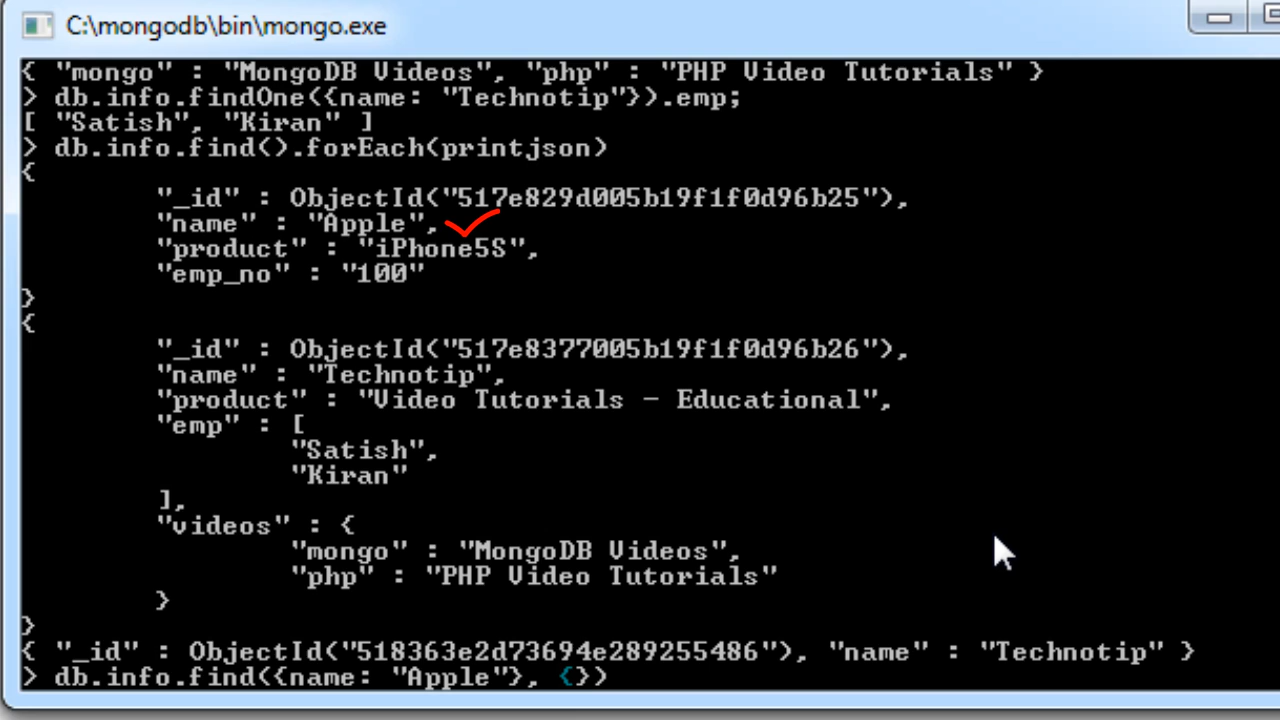 C:\mongodb\bin\mongo.exe
{ "mongo" : "MongoDB Videos", "php" : "PHP Video Tutorials" }
> db.info.findOne({name: "Technotip"}).emp;
[ "Satish", "Kiran" ]
> db.info.find().forEach(printjson)
{
"_id" : ObjectId("517e829d005b19f1f0d96b25"),
"name" : "Apple",
"product" : "iPhone5S",
"emp_no" : "100"
}
{
"_id" : ObjectId("517e8377005b19f1f0d96b26"),
"name" : "Technotip",
"product" : "Video Tutorials - Educational",
"emp" : [
"Satish",
"Kiran"
],
"videos" : {
"mongo" : "MongoDB Videos",
"php" : "PHP Video Tutorials"
}
}
{ "_id" : ObjectId("518363e2d73694e289255486"), "name" : "Technotip" }
> db.info.find({name: "Apple"}, {})